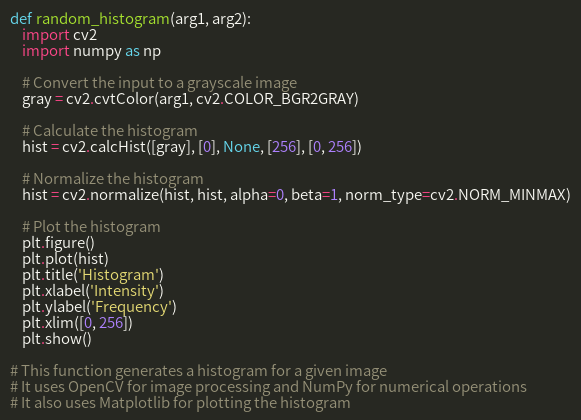 def random_histogram(arg1, arg2):
    import cv2
    import numpy as np

    # Convert the input to a grayscale image
    gray = cv2.cvtColor(arg1, cv2.COLOR_BGR2GRAY)

    # Calculate the histogram
    hist = cv2.calcHist([gray], [0], None, [256], [0, 256])

    # Normalize the histogram
    hist = cv2.normalize(hist, hist, alpha=0, beta=1, norm_type=cv2.NORM_MINMAX)

    # Plot the histogram
    plt.figure()
    plt.plot(hist)
    plt.title('Histogram')
    plt.xlabel('Intensity')
    plt.ylabel('Frequency')
    plt.xlim([0, 256])
    plt.show()

# This function generates a histogram for a given image
# It uses OpenCV for image processing and NumPy for numerical operations
# It also uses Matplotlib for plotting the histogram